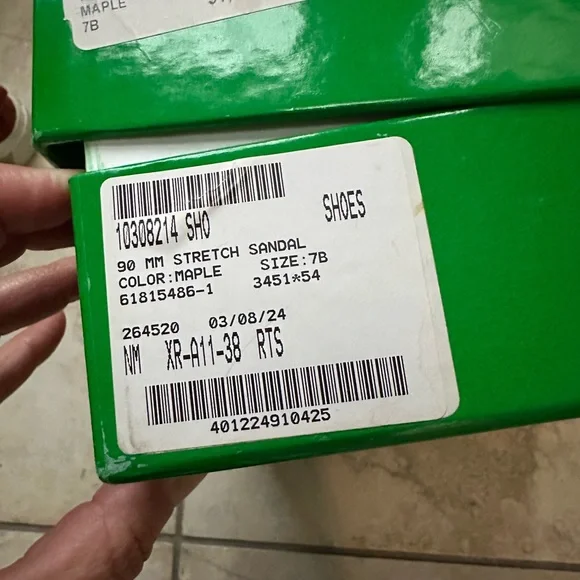 MAPLE
7B
10308214 SHO
SHOES
90 MM STRETCH SANDAL
COLOR:MAPLE SIZE:7B
61815486-1 3451*54
264520 03/08/24
NM XR-A11-38 RTS
401224910425